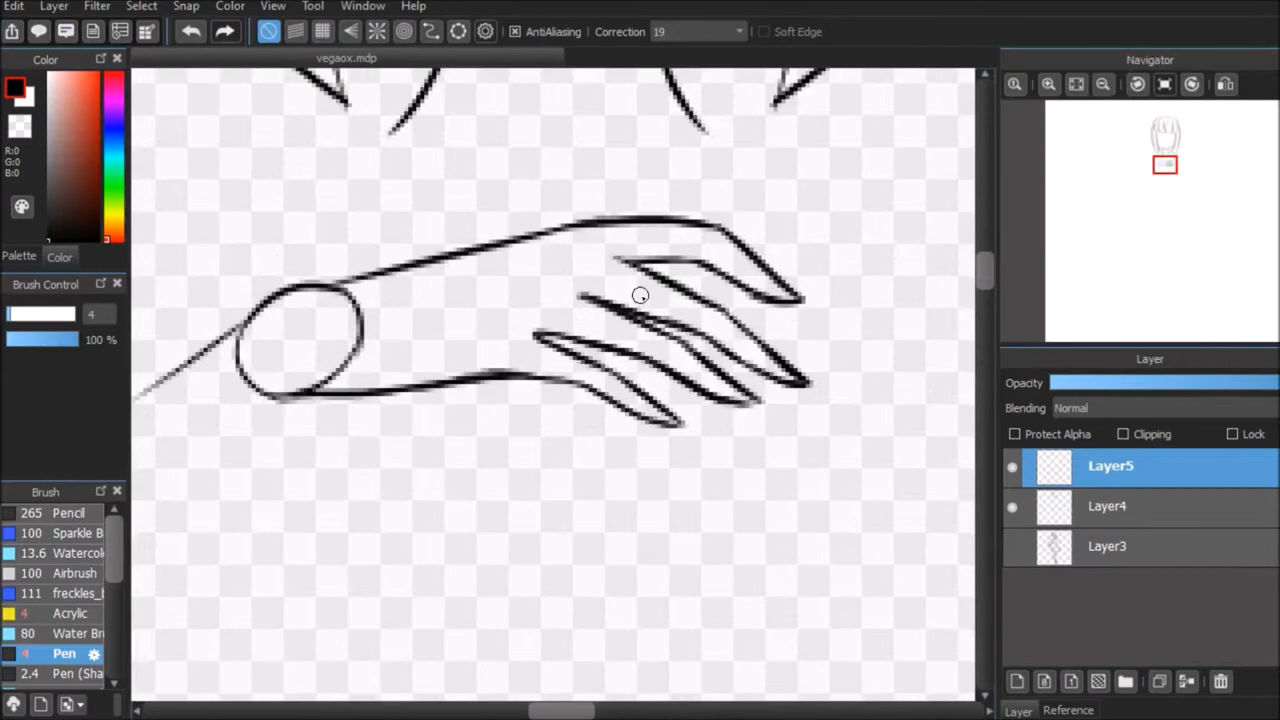 Edit Layer Filter Snap Color View Tool Window Help
AntiAliasing Correction 19 Soft Edge
Color
vegaox.mdp
Navigator
R:0
G:0
B:0
Palette Color
Brush Control
4
100 %
Layer
Opacity
Blending Normal
Protect Alpha Clipping Lock
Layer5
Layer4
Layer3
Brush
265 Pencil
100 Sparkle B
13.6 Watercol
100 Airbrush
111 freckles_b
4 Acrylic
80 Water Bru
4 Pen
2.4 Pen (Sha
Layer Reference